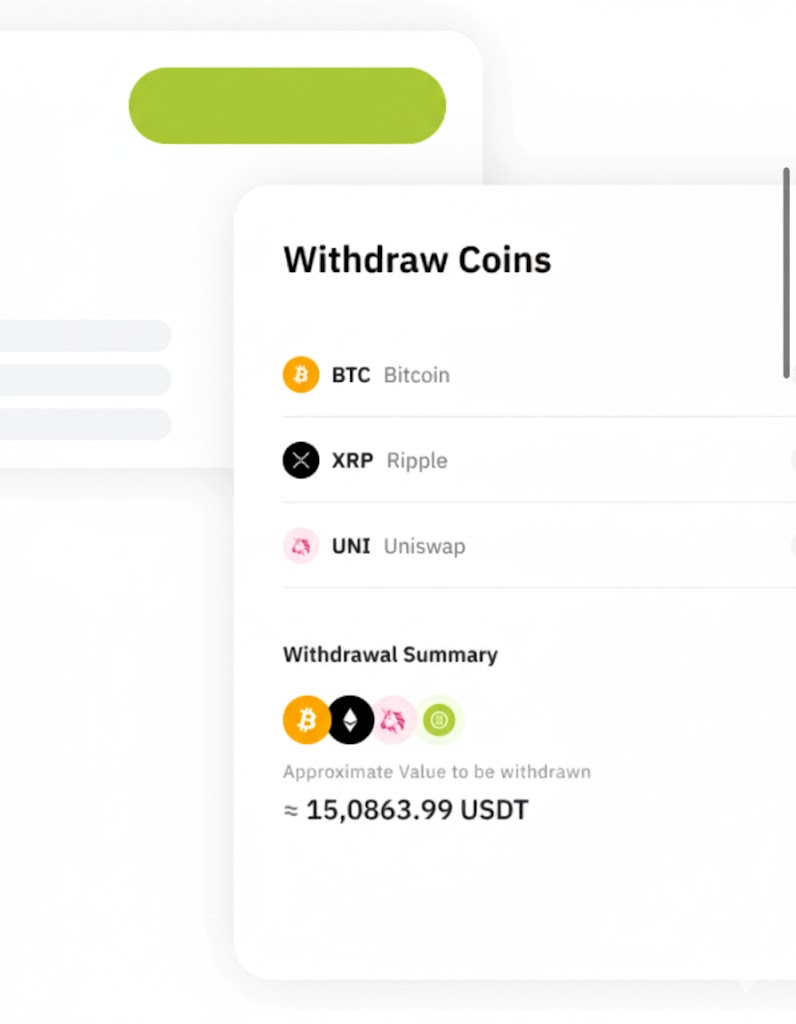 Withdraw Coins
BTC Bitcoin
XRP Ripple
UNI Uniswap
Withdrawal Summary
Approximate Value to be withdrawn
≈ 15,0863.99 USDT